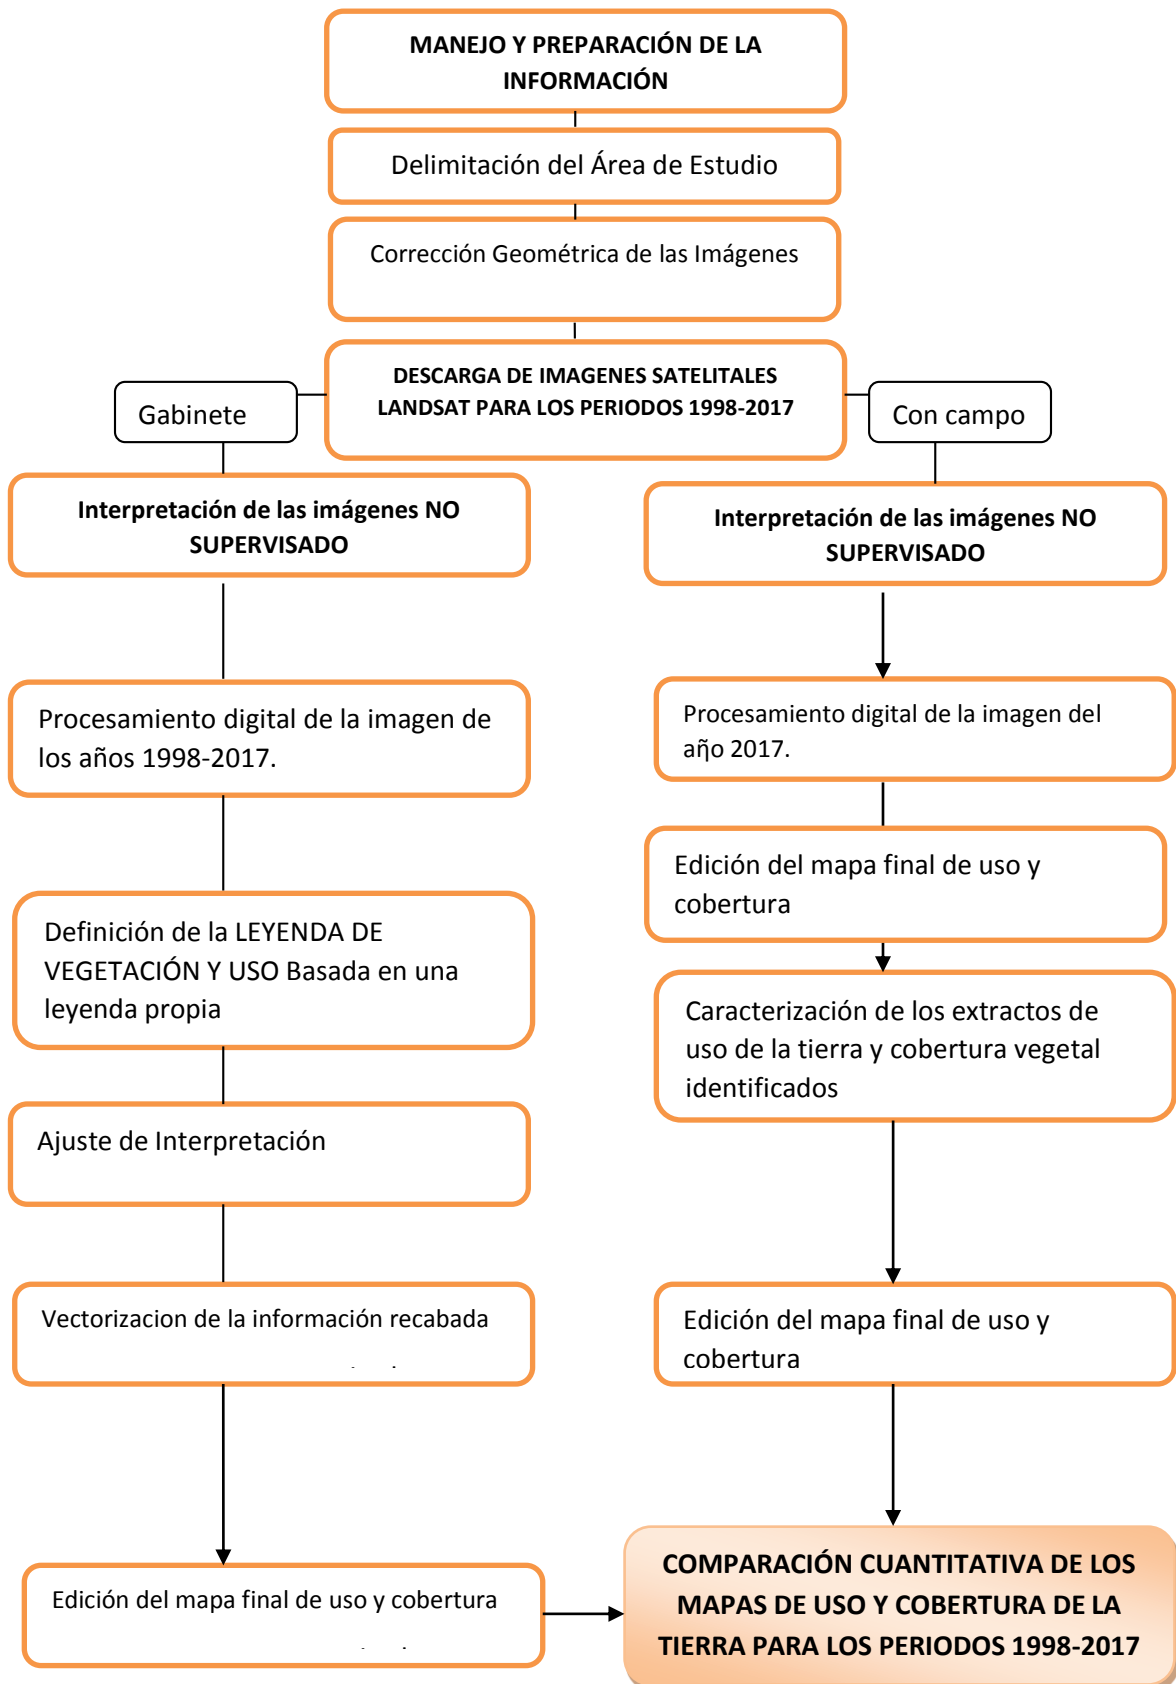 MANEJO Y PREPARACIÓN DE LA
INFORMACIÓN
Delimitación del Área de Estudio
Corrección Geométrica de las Imágenes
DESCARGA DE IMAGENES SATELITALES
LANDSAT PARA LOS PERIODOS 1998-2017
Gabinete
Con campo
Interpretación de las imágenes NO
SUPERVISADO
Procesamiento digital de la imagen de
los años 1998-2017.
Definición de la LEYENDA DE
VEGETACIÓN Y USO Basada en una
leyenda propia
Ajuste de Interpretación
Vectorizacion de la información recabada
Edición del mapa final de uso y cobertura
Interpretación de las imágenes NO
SUPERVISADO
Procesamiento digital de la imagen del
año 2017.
Edición del mapa final de uso y
cobertura
Caracterización de los extractos de
uso de la tierra y cobertura vegetal
identificados
Edición del mapa final de uso y
cobertura
COMPARACIÓN CUANTITATIVA DE LOS
MAPAS DE USO Y COBERTURA DE LA
TIERRA PARA LOS PERIODOS 1998-2017